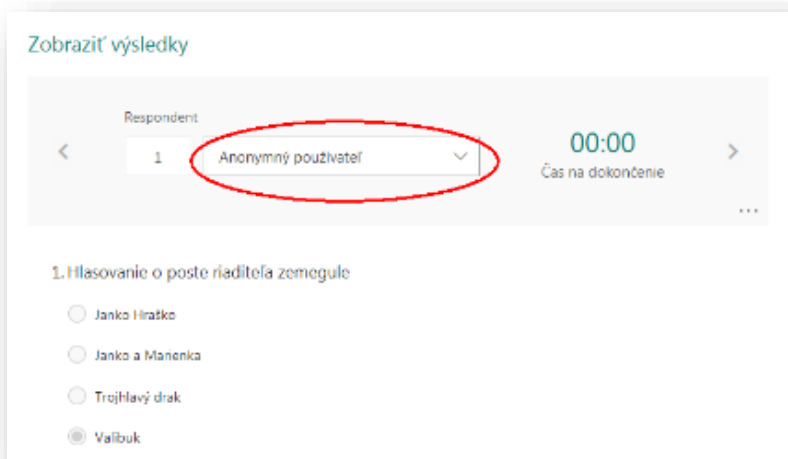 Zobraziť výsledky
Respondent
1 Anonymný používateľ
00:00
Čas na dokončenie
1. Hlasovanie o poste riaditeľa zemegule
Janko Hraško
Janko a Marienka
Trojhlavý drak
Valibuk